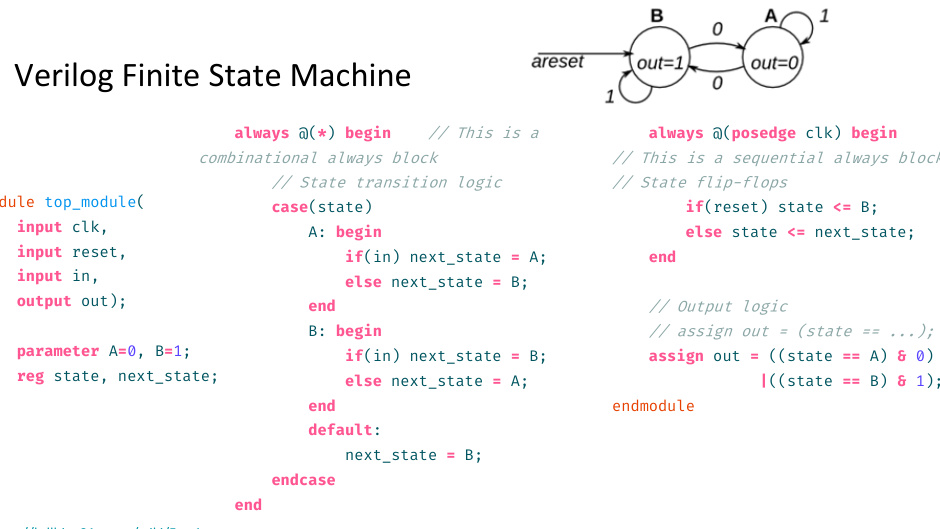 Verilog Finite State Machine
B
A
0
1
areset
out=1
out=0
0
1
dule top_module(
input clk,
input reset,
input in,
output out);
parameter A=0, B=1;
reg state, next_state;
always @(*) begin // This is a
combinational always block
// State transition logic
case(state)
A: begin
if(in) next_state = A;
else next_state = B;
end
B: begin
if(in) next_state = B;
else next_state = A;
end
default:
next_state = B;
endcase
end
always @(posedge clk) begin
// This is a sequential always block
// State flip-flops
if(reset) state <= B;
else state <= next_state;
end
// Output logic
// assign out = (state == ...);
assign out = ((state == A) & 0)
|((state == B) & 1);
endmodule